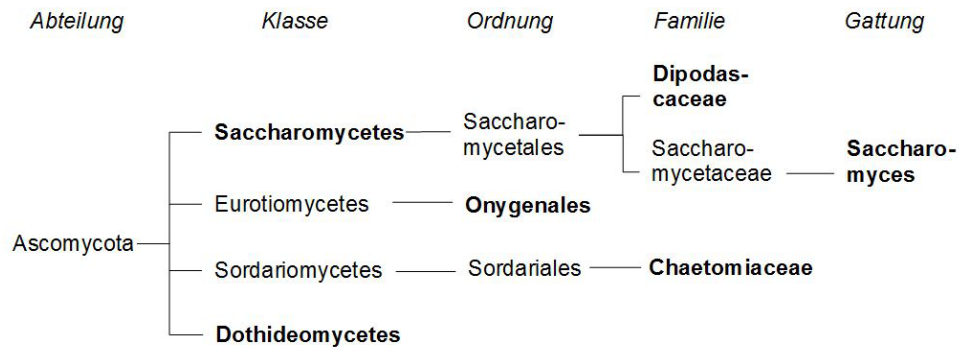 Abteilung Klasse Ordnung Familie Gattung
Dipodas-
caceae
Saccharomycetes Saccharo-
mycetales
Saccharo-
mycetaceae
Saccharo-
myces
Eurotiomycetes Onygenales
Ascomycota
Sordariomycetes Sordariales Chaetomiaceae
Dothideomycetes